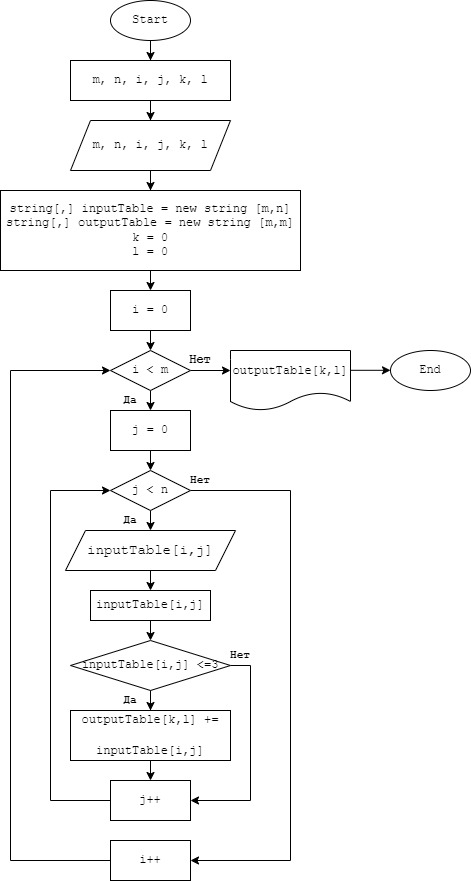 Start
m, n, i, j, k, l
m, n, i, j, k, l
string[,] inputTable = new string [m,n]
string[,] outputTable = new string [m,m]
k = 0
l = 0
i = 0
i < m
Нет
outputTable[k,l]
End
Да
j = 0
j < n
Нет
Да
inputTable[i,j]
inputTable[i,j]
inputTable[i,j] <=3
Нет
Да
outputTable[k,l] +=
inputTable[i,j]
j++
i++